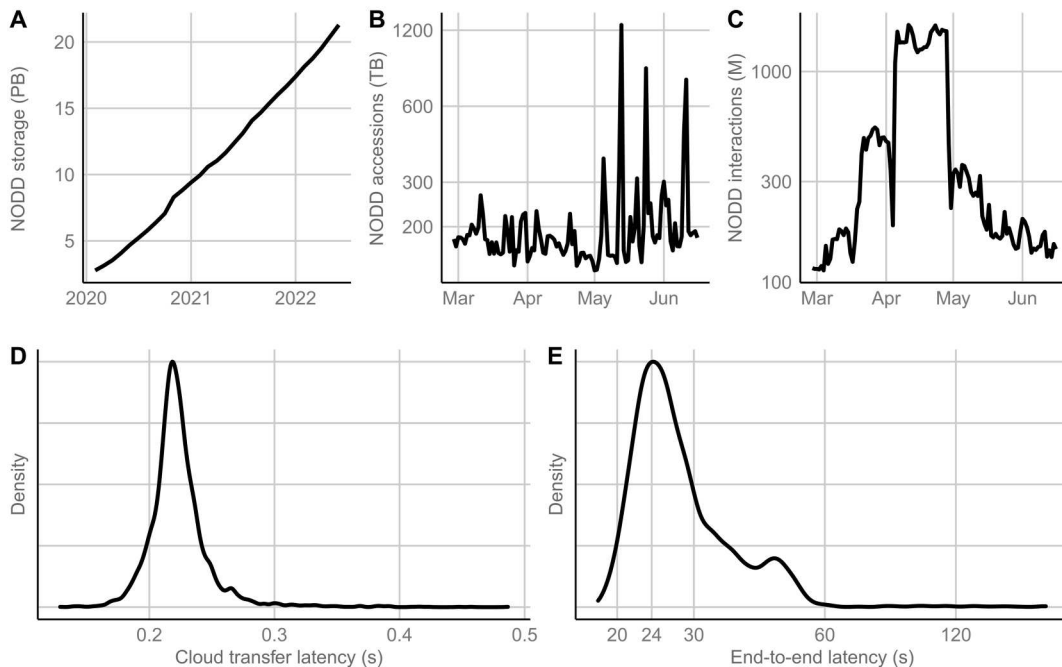 A
NODD storage (PB)
20
15
10
5
2020 2021 2022
B
NODD accessions (TB)
1200
600
300
200
Mar Apr May Jun
C
NODD interactions (M)
1000
300
100
Mar Apr May Jun
D
Density
0.2 0.3 0.4 0.5
Cloud transfer latency (s)
E
Density
20 24 30 60 120
End-to-end latency (s)